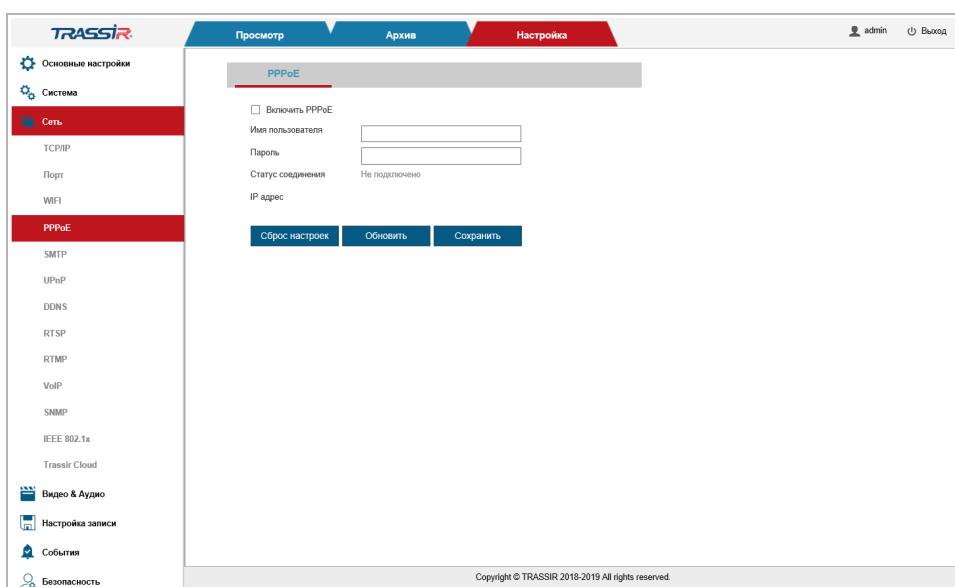 TRASSIR
Просмотр
Архив
Настройка
admin
Выход
Основные настройки
Система
Сеть
TCP/IP
Порт
WIFI
PPPoE
SMTP
UPnP
DDNS
RTSP
RTMP
VoIP
SNMP
IEEE 802.1x
Trassir Cloud
Видео & Аудио
Настройка записи
События
Безопасность
PPPoE
Включить PPPoE
Имя пользователя
Пароль
Статус соединения Не подключено
IP адрес
Сброс настроек Обновить Сохранить
Copyright © TRASSIR 2018-2019 All rights reserved.